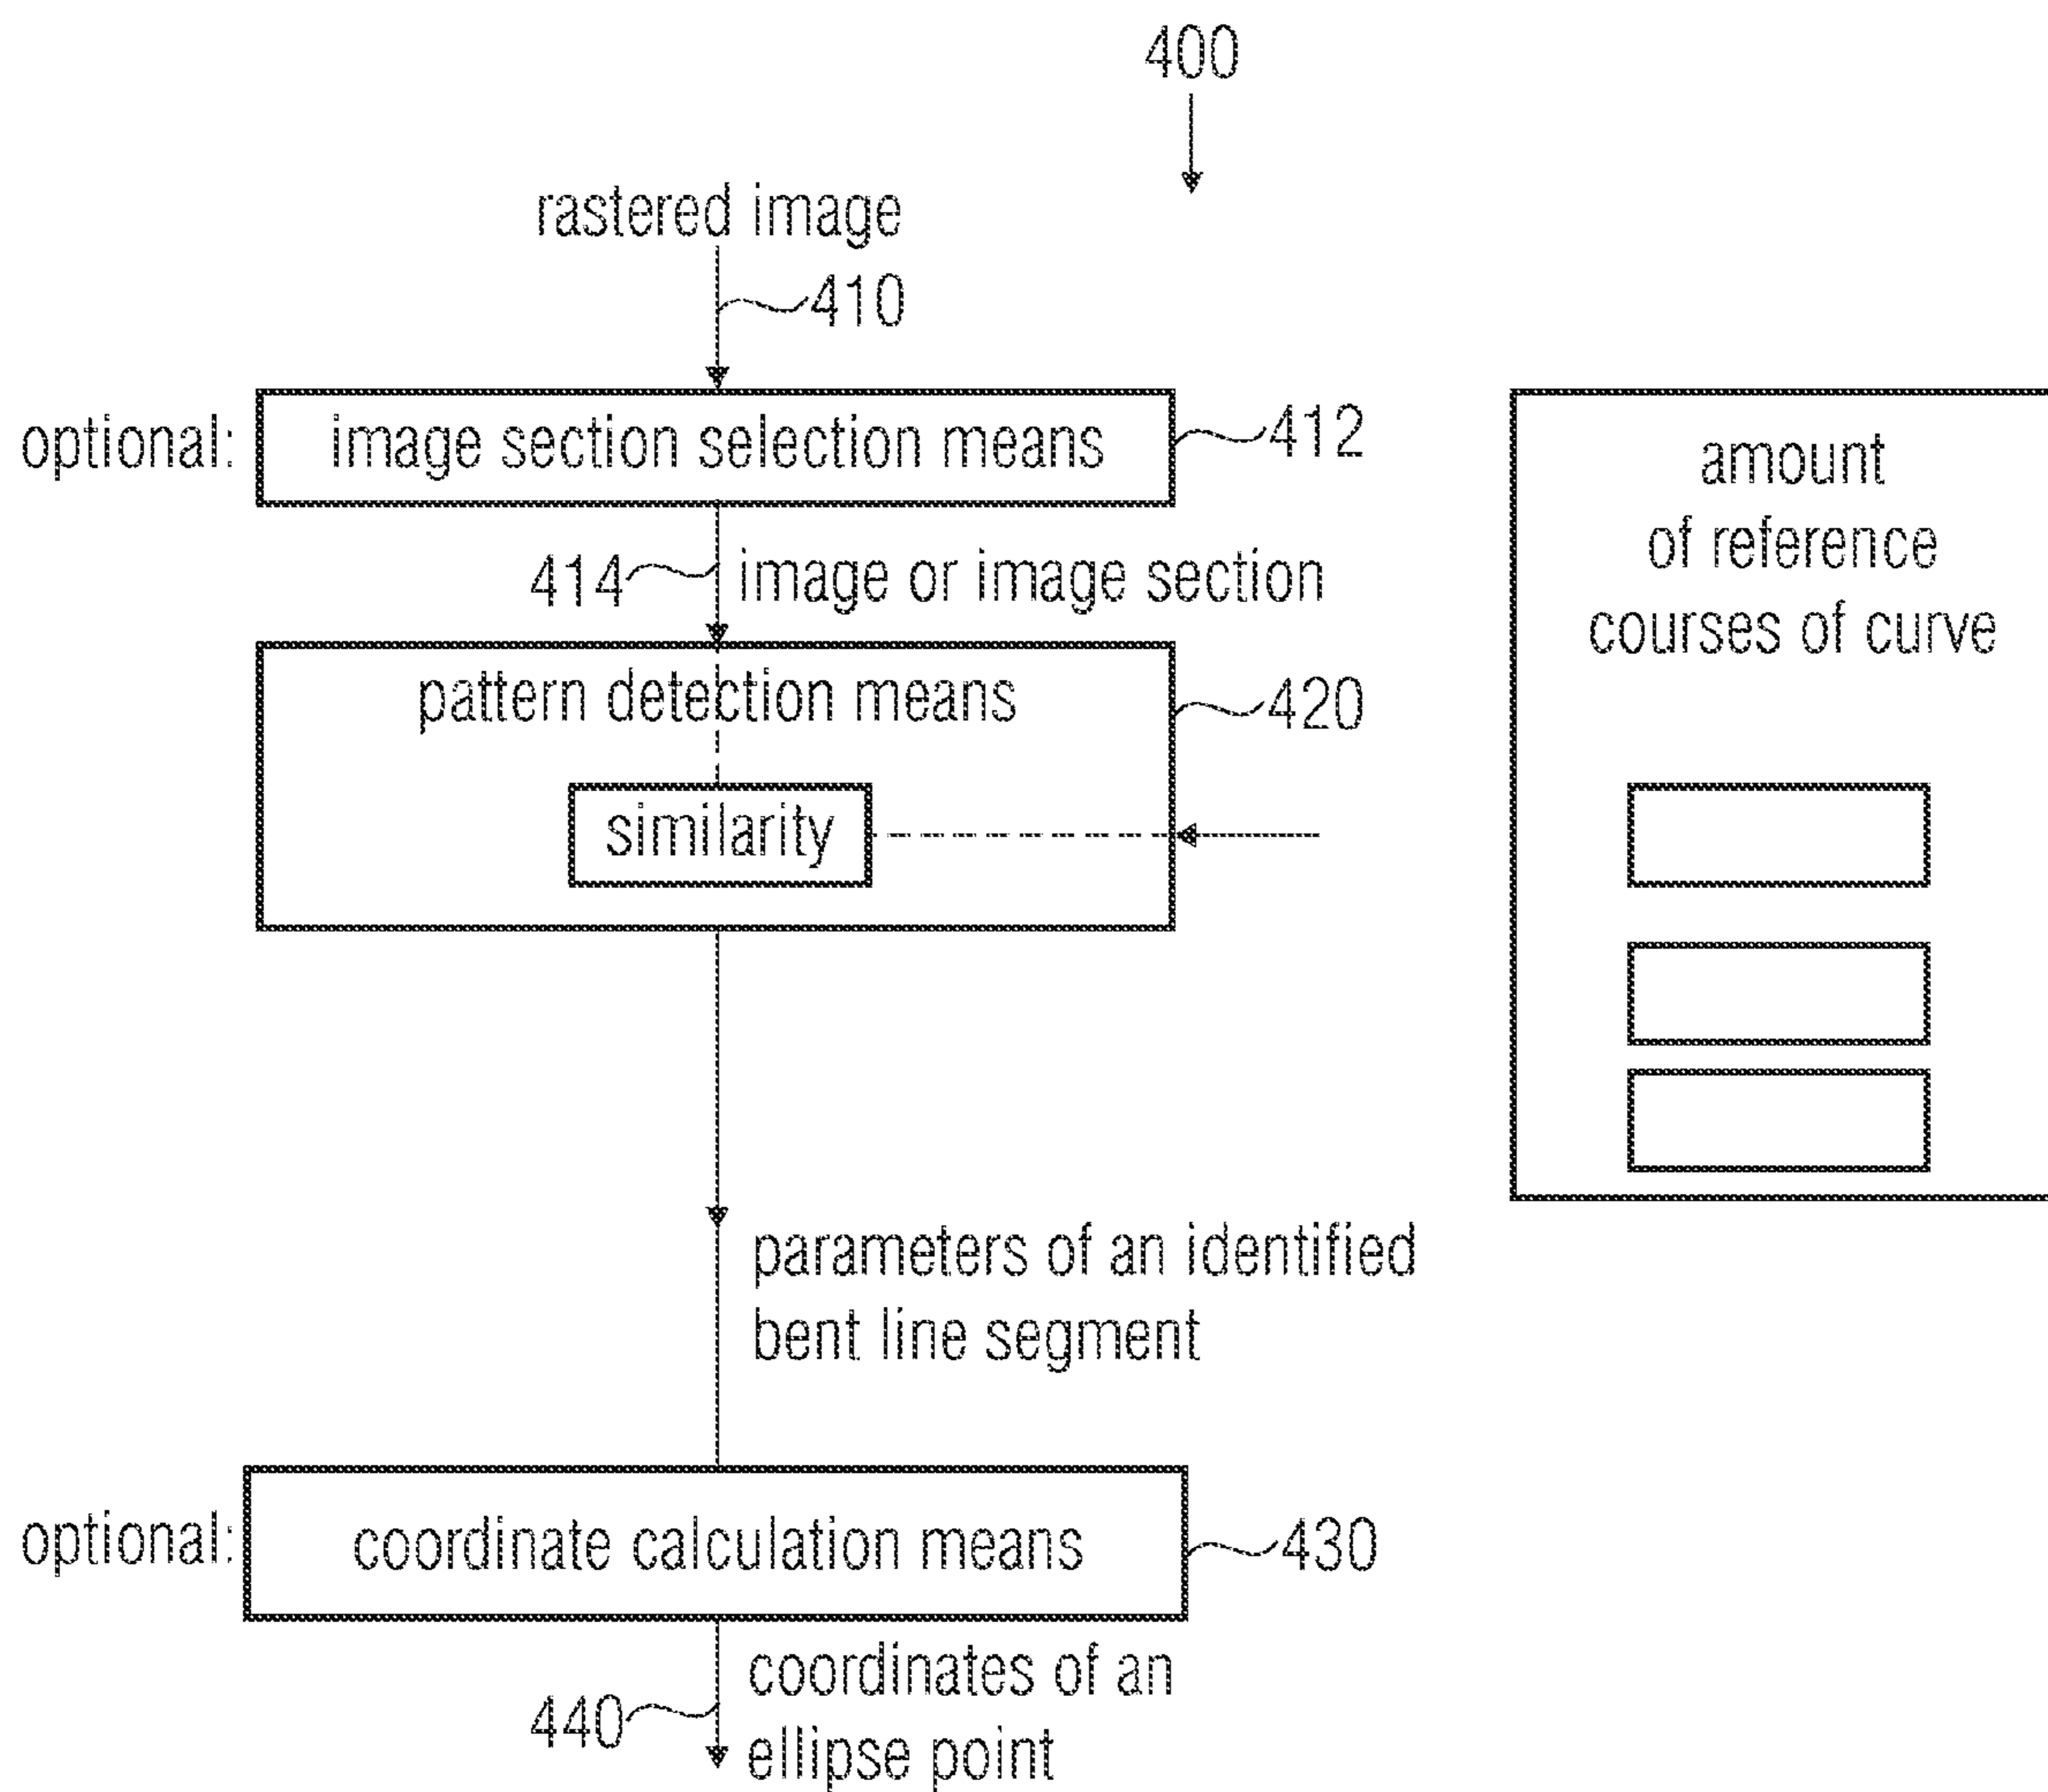 400
rastered image
410
optional:
image section selection means
412
amount
of reference
courses of curve
414
image or image section
pattern detection means
420
similarity
parameters of an identified
bent line segment
optional:
coordinate calculation means
430
440
coordinates of an
ellipse point